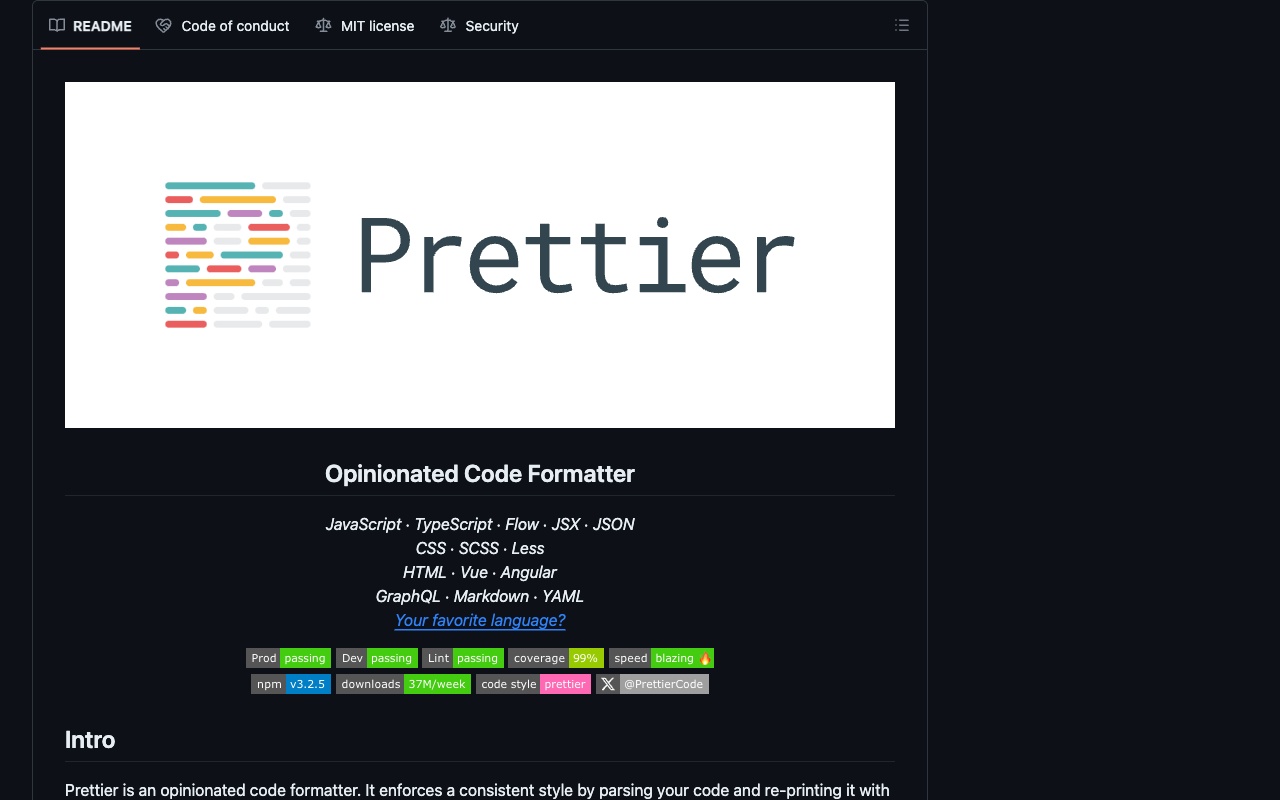 README Code of conduct MIT license Security
Prettier
Opinionated Code Formatter
JavaScript · TypeScript · Flow · JSX · JSON
CSS · SCSS · Less
HTML · Vue · Angular
GraphQL · Markdown · YAML
Your favorite language?
Prod passing Dev passing Lint passing coverage 99% speed blazing 🔥
npm v3.2.5 downloads 37M/week code style prettier X @PrettierCode
Intro
Prettier is an opinionated code formatter. It enforces a consistent style by parsing your code and re-printing it with